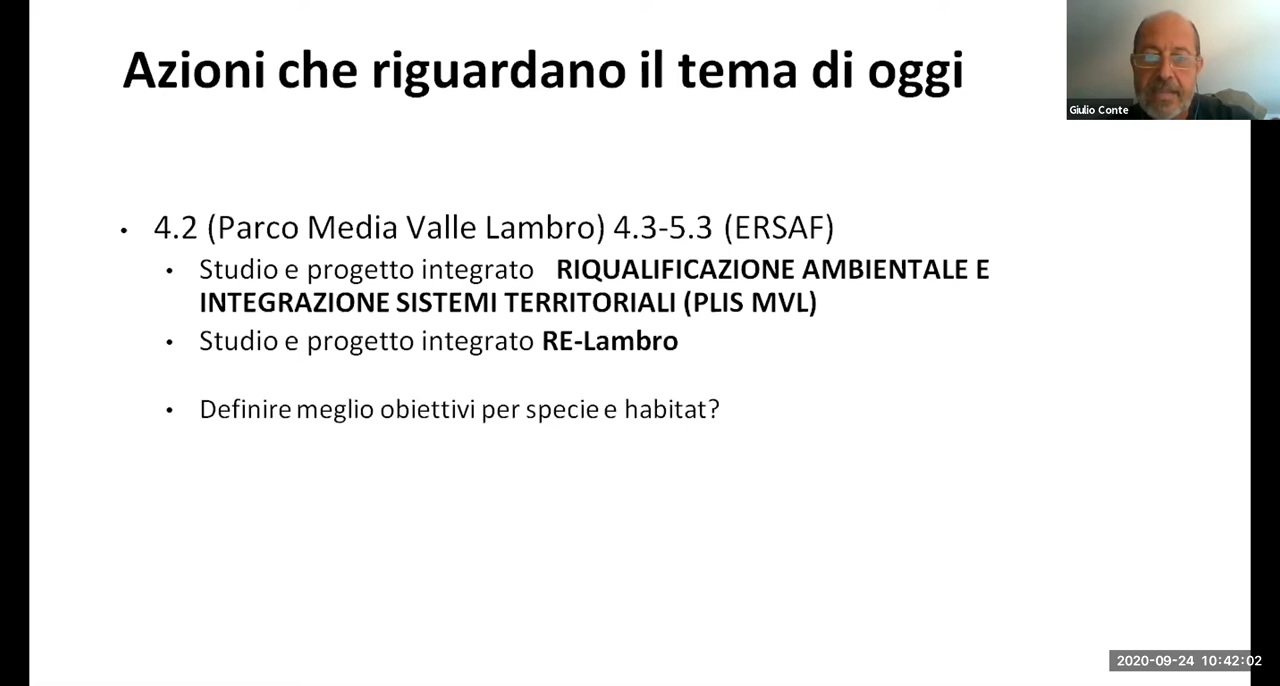 Azioni che riguardano il tema di oggi
Giulio Conte
• 4.2 (Parco Media Valle Lambro) 4.3-5.3 (ERSAF)
• Studio e progetto integrato RIQUALIFICAZIONE AMBIENTALE E
INTEGRAZIONE SISTEMI TERRITORIALI (PLIS MVL)
• Studio e progetto integrato RE-Lambro
• Definire meglio obiettivi per specie e habitat?
2020-09-24 10:42:02